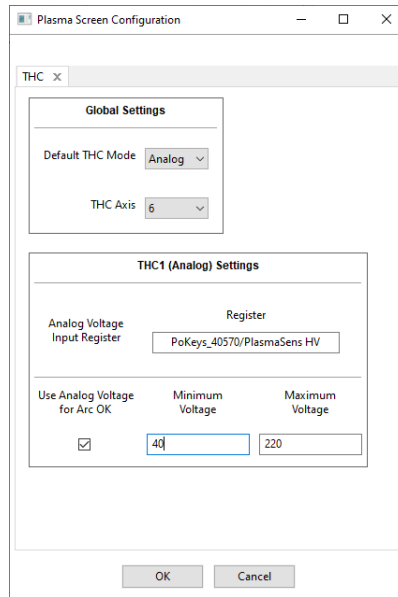 Plasma Screen Configuration
THC
Global Settings
Default THC Mode
Analog
THC Axis
6
THC1 (Analog) Settings
Analog Voltage
Input Register
Register
PoKeys_40570/PlasmaSens HV
Use Analog Voltage
for Arc OK
Minimum
Voltage
Maximum
Voltage
40
220
OK
Cancel